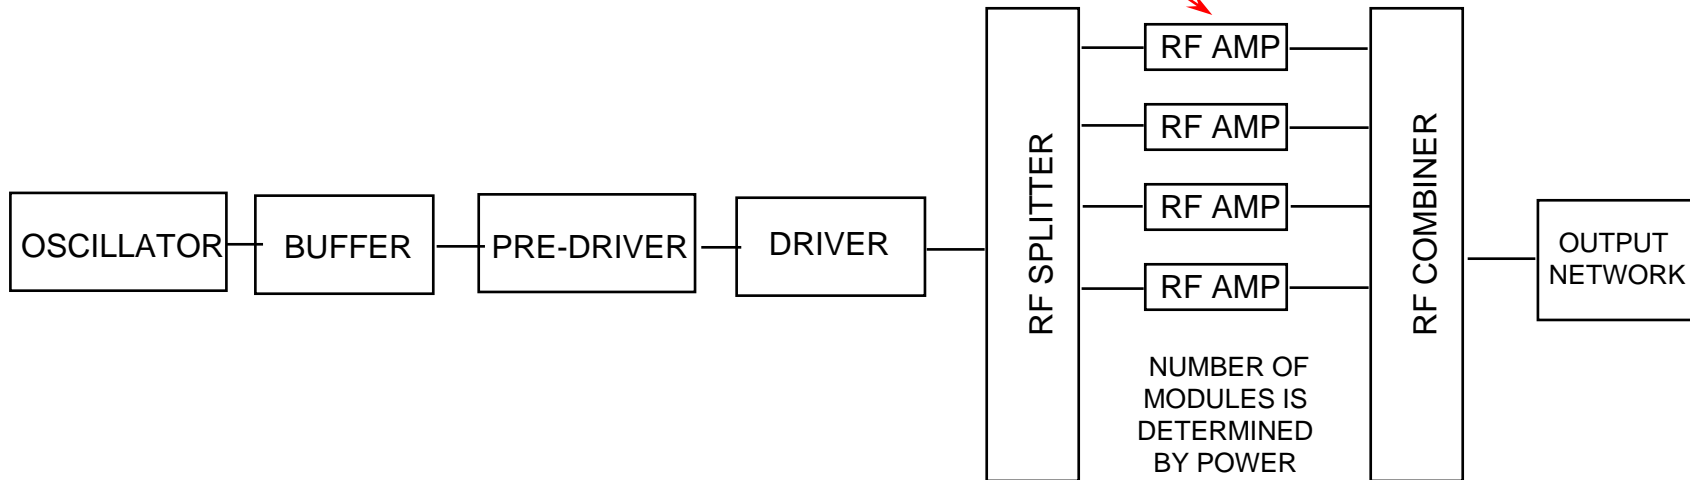 OSCILLATOR
BUFFER
PRE-DRIVER
DRIVER
RF SPLITTER
RF AMP
RF AMP
RF AMP
RF AMP
NUMBER OF
MODULES IS
DETERMINED
BY POWER
RF COMBINER
OUTPUT
NETWORK